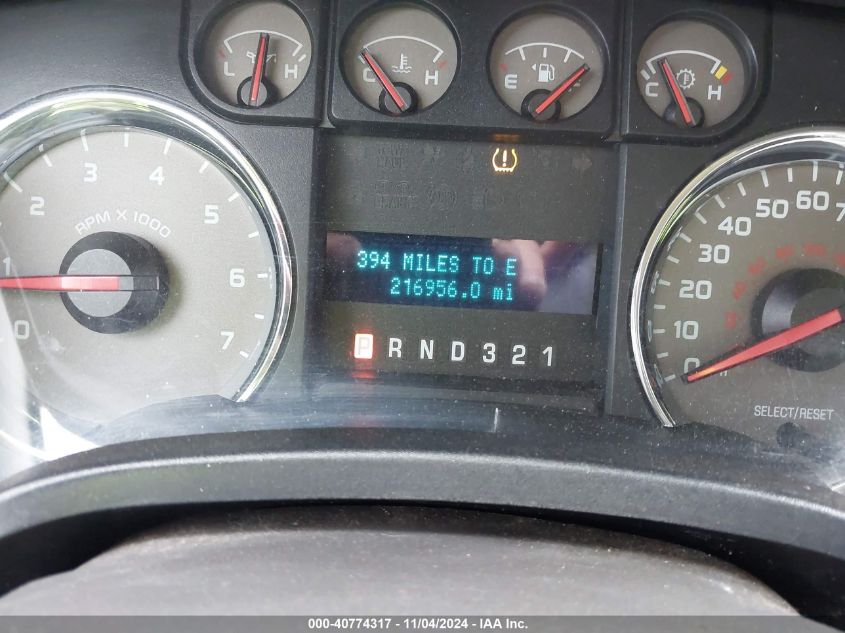 L H
C H
E
C H
0 1 2 3 4 5 6 7
RPM X 1000
394 MILES TO E
216956.0 mi
P R N D 3 2 1
0 10 20 30 40 50 60 70
SELECT/RESET
000-40774317 - 11/04/2024 - IAA Inc.